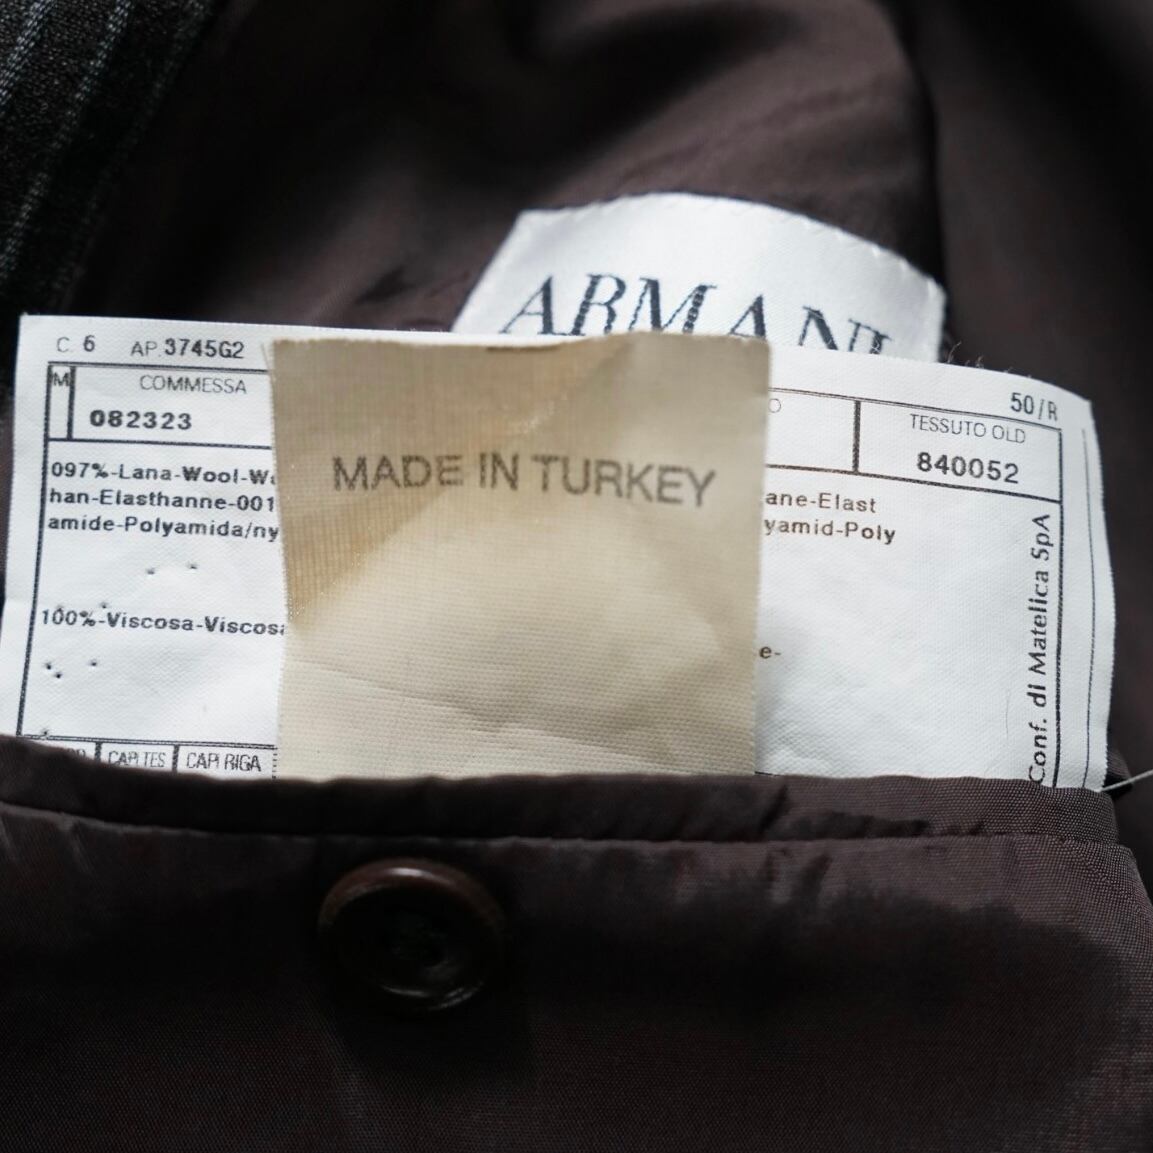 ARMANI
C. 6 AP. 3745G2
50/R
M COMMESSA
TESSUTO OLD
082323
840052
MADE IN TURKEY
097%-Lana-Wool-Wo
han-Elasthanne-001
ane-Elast
amide-Polyamida/ny
yamid-Poly
100%-Viscosa-Viscosa
e-
CAPI TES CAPI RIGA
Conf. di Matelica SpA